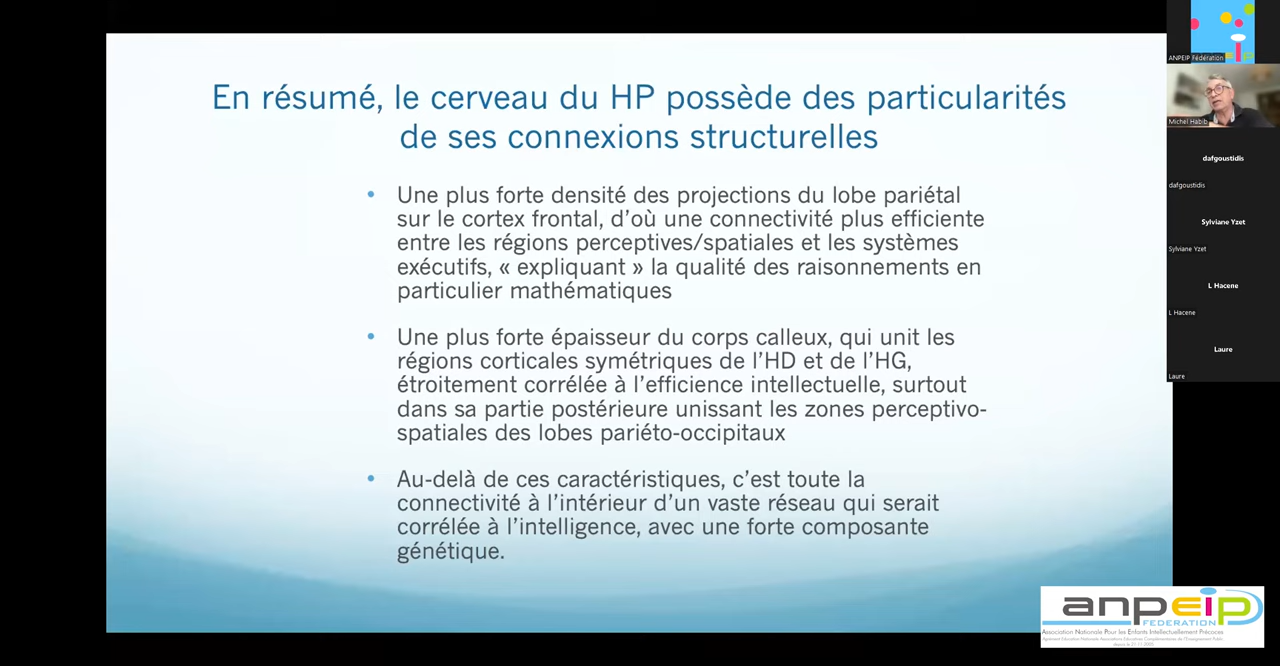 En résumé, le cerveau du HP possède des particularités
de ses connexions structurelles
• Une plus forte densité des projections du lobe pariétal
sur le cortex frontal, d'où une connectivité plus efficiente
entre les régions perceptives/spatiales et les systèmes
exécutifs, « expliquant » la qualité des raisonnements en
particulier mathématiques
• Une plus forte épaisseur du corps calleux, qui unit les
régions corticales symétriques de l'HD et de l'HG,
étroitement corrélée à l'efficience intellectuelle, surtout
dans sa partie postérieure unissant les zones perceptivo-
spatiales des lobes pariéto-occipitaux
• Au-delà de ces caractéristiques, c'est toute la
connectivité à l'intérieur d'un vaste réseau qui serait
corrélée à l'intelligence, avec une forte composante
génétique.
ANPEIP Fédération
Michel Habib
dafgoustidis
dafgoustidis
Sylviane Yzet
Sylviane Yzet
L Hacene
L Hacene
Laure
Laure
anpeip
FEDERATION
Association Nationale Pour les Enfants Intellectuellement Précoces